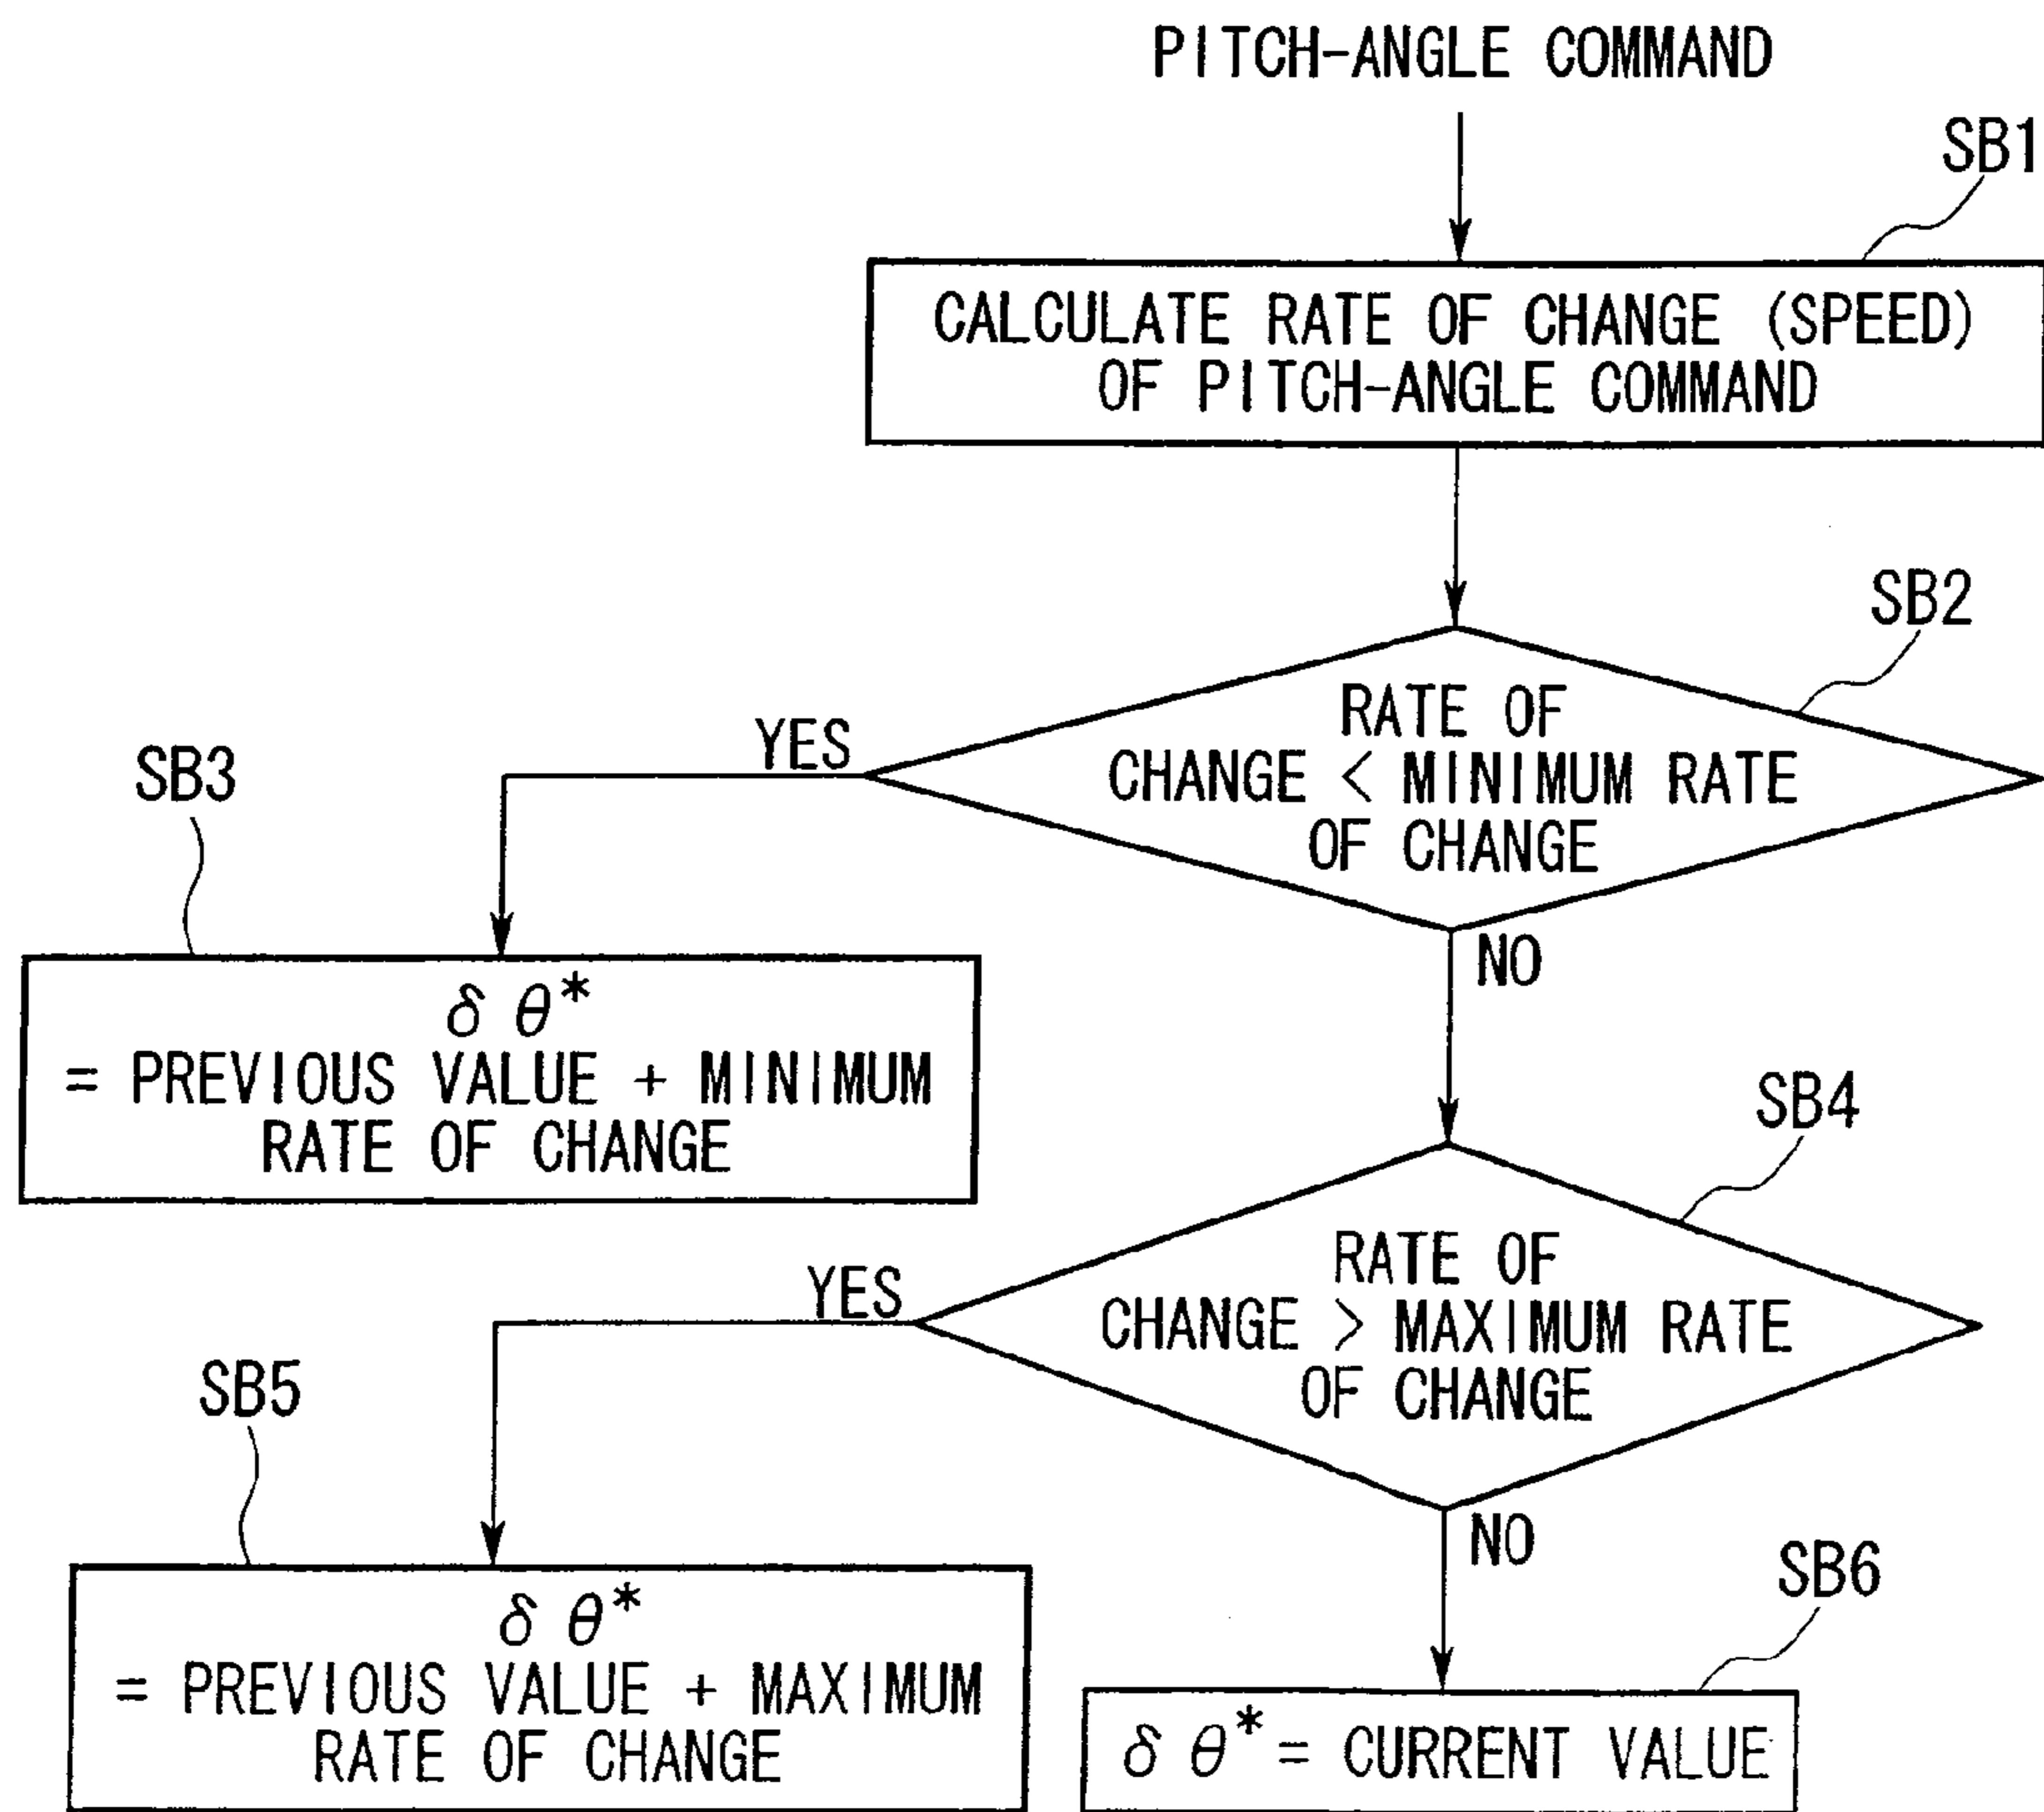 PITCH-ANGLE COMMAND
SB1
CALCULATE RATE OF CHANGE (SPEED)
OF PITCH-ANGLE COMMAND
SB2
RATE OF
CHANGE < MINIMUM RATE
OF CHANGE
YES
NO
SB3
δ θ*
= PREVIOUS VALUE + MINIMUM
RATE OF CHANGE
SB4
RATE OF
CHANGE > MAXIMUM RATE
OF CHANGE
YES
NO
SB5
δ θ*
= PREVIOUS VALUE + MAXIMUM
RATE OF CHANGE
SB6
δ θ* = CURRENT VALUE